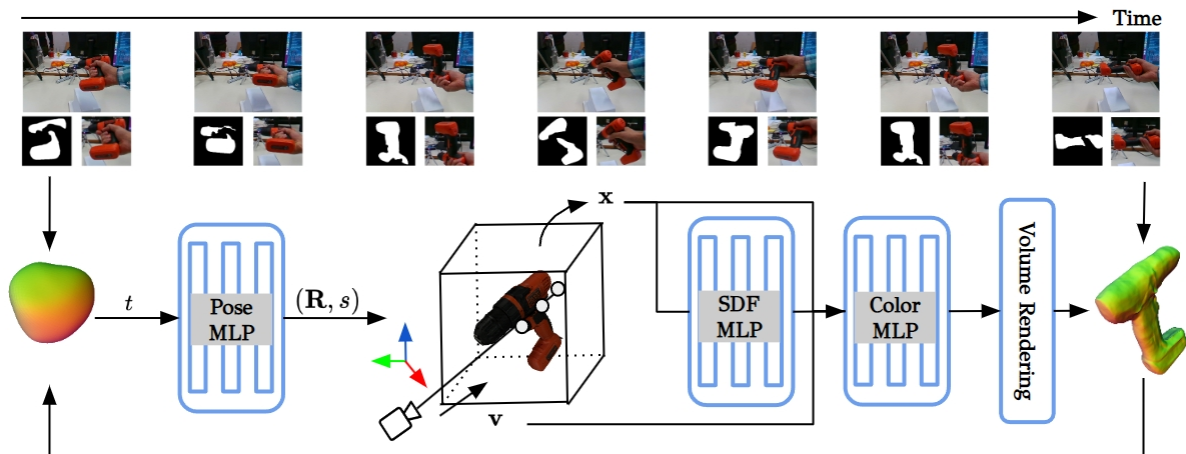 Time
x
t
Pose
MLP
(R, s)
SDF
MLP
Color
MLP
Volume Rendering
v